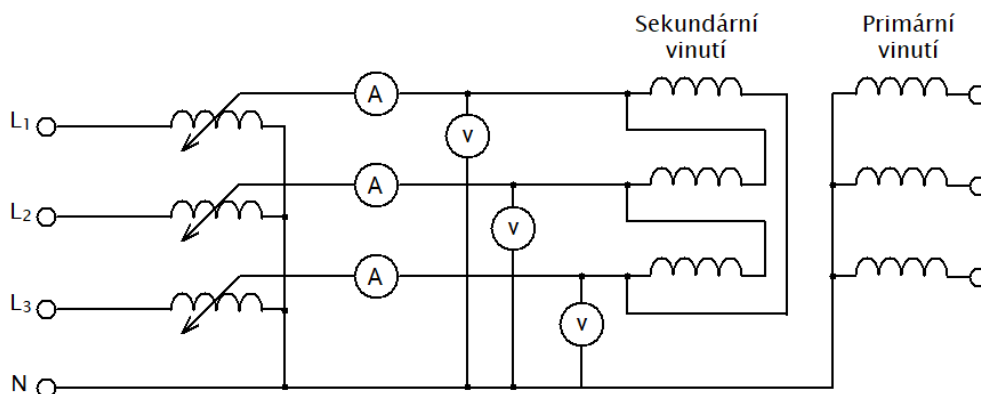 Sekundární
vinutí
Primární
vinutí
L1
A
V
L2
A
V
L3
A
V
N